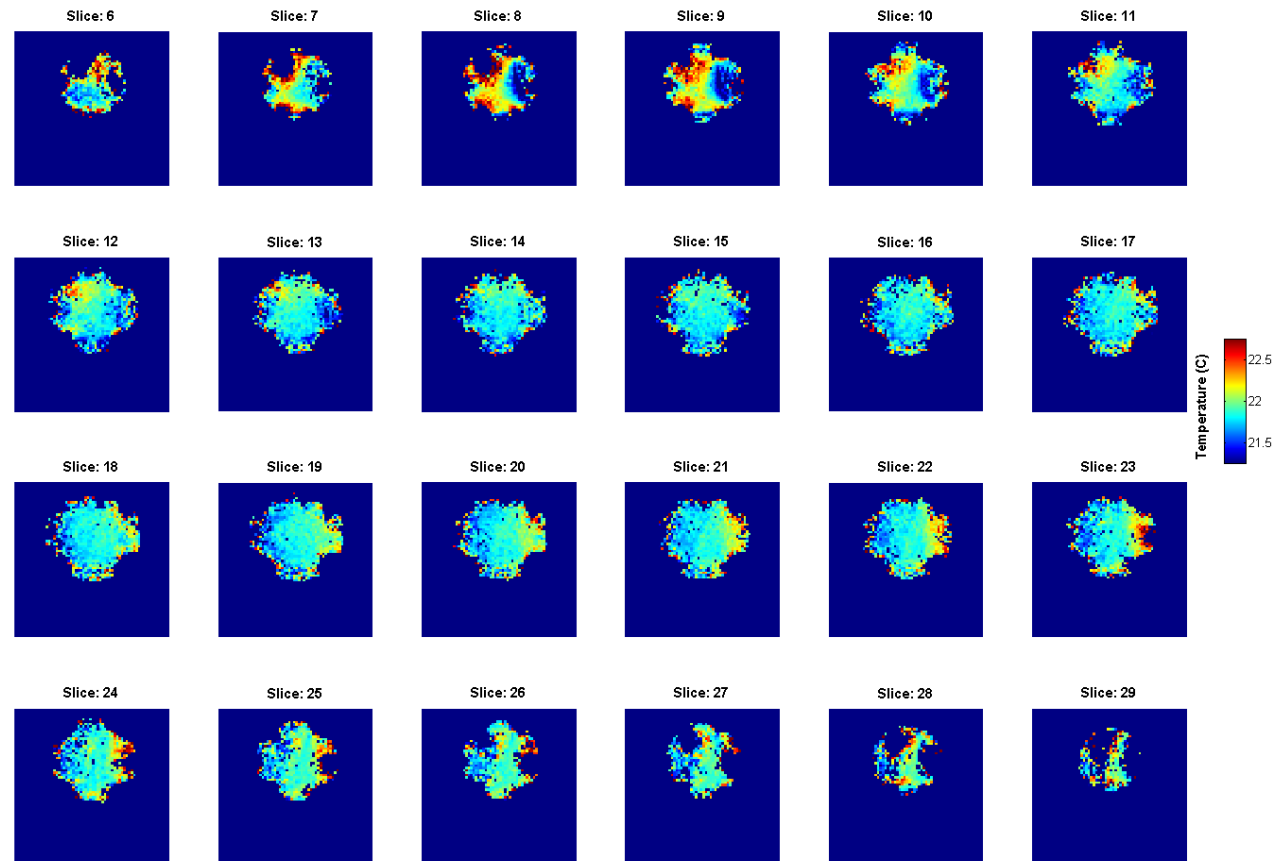 Slice: 6
Slice: 7
Slice: 8
Slice: 9
Slice: 10
Slice: 11
Slice: 12
Slice: 13
Slice: 14
Slice: 15
Slice: 16
Slice: 17
Temperature (C)
22.5
22
21.5
Slice: 18
Slice: 19
Slice: 20
Slice: 21
Slice: 22
Slice: 23
Slice: 24
Slice: 25
Slice: 26
Slice: 27
Slice: 28
Slice: 29